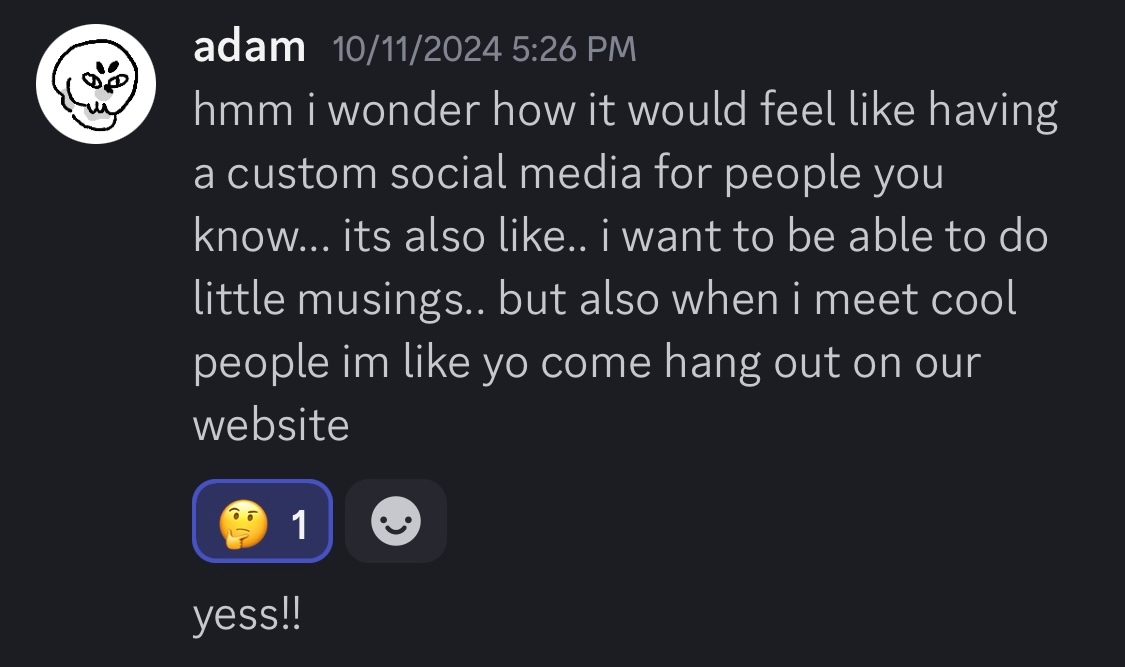 adam 10/11/2024 5:26 PM
hmm i wonder how it would feel like having
a custom social media for people you
know... its also like.. i want to be able to do
little musings.. but also when i meet cool
people im like yo come hang out on our
website
🤔 1
yess!!